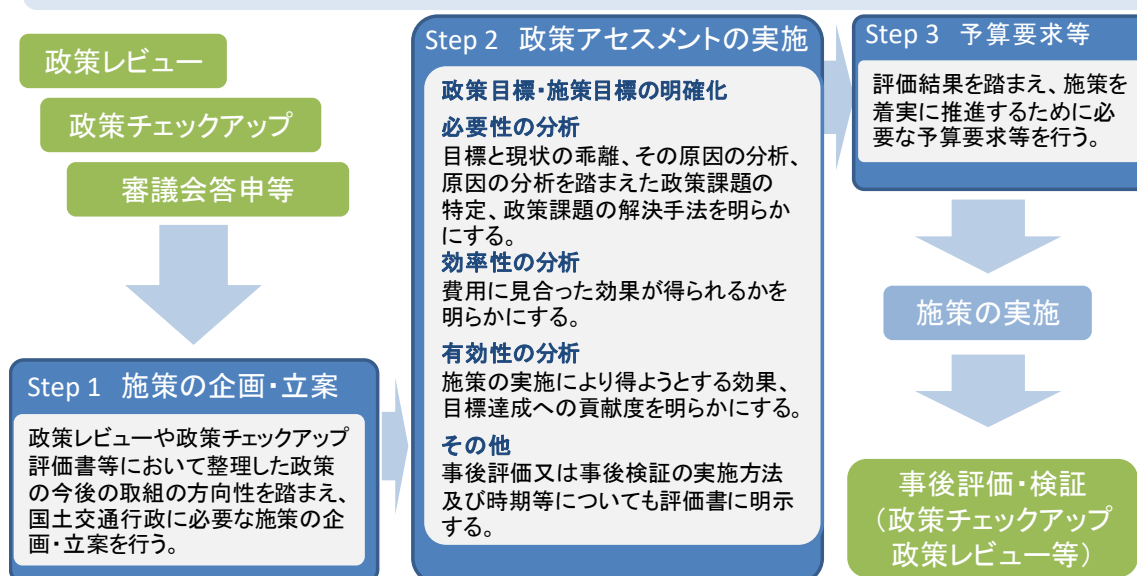 政策レビュー
政策チェックアップ
審議会答申等
Step 1 施策の企画・立案
政策レビューや政策チェックアップ
評価書等において整理した政策
の今後の取組の方向性を踏まえ、
国土交通行政に必要な施策の企
画・立案を行う。
Step 2 政策アセスメントの実施
政策目標・施策目標の明確化
必要性の分析
目標と現状の乖離、その原因の分析、
原因の分析を踏まえた政策課題の
特定、政策課題の解決手法を明らか
にする。
効率性の分析
費用に見合った効果が得られるかを
明らかにする。
有効性の分析
施策の実施により得ようとする効果、
目標達成への貢献度を明らかにする。
その他
事後評価又は事後検証の実施方法
及び時期等についても評価書に明示
する。
Step 3 予算要求等
評価結果を踏まえ、施策を
着実に推進するために必
要な予算要求等を行う。
施策の実施
事後評価・検証
（政策チェックアップ
政策レビュー等）